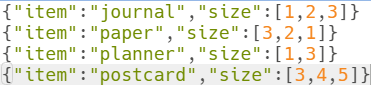 {"item":"journal","size":[1,2,3]}
{"item":"paper","size":[3,2,1]}
{"item":"planner","size":[1,3]}
{"item":"postcard","size":[3,4,5]}